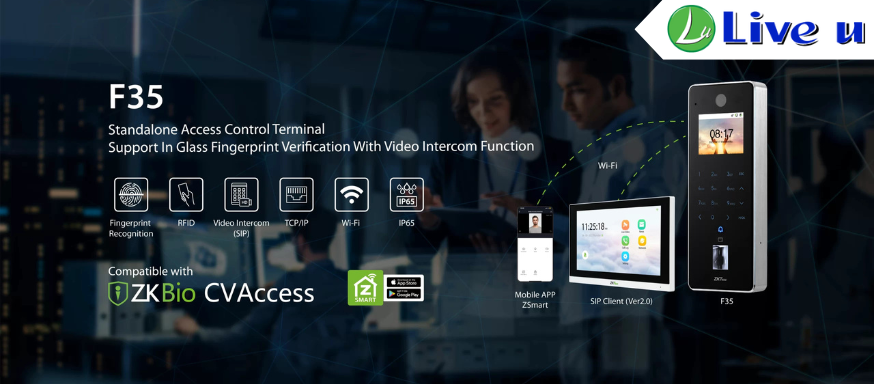 Lu Live u
F35
Standalone Access Control Terminal
Support In Glass Fingerprint Verification With Video Intercom Function
Wi-Fi
08:17
11:25:18
IP65
Fingerprint
Recognition
RFID
Video Intercom
(SIP)
TCP/IP
Wi-Fi
IP65
Compatible with
ZKBio CVAccess
Z
SMART
App Store
Google Play
Mobile APP
ZSmart
SIP Client (Ver2.0)
F35